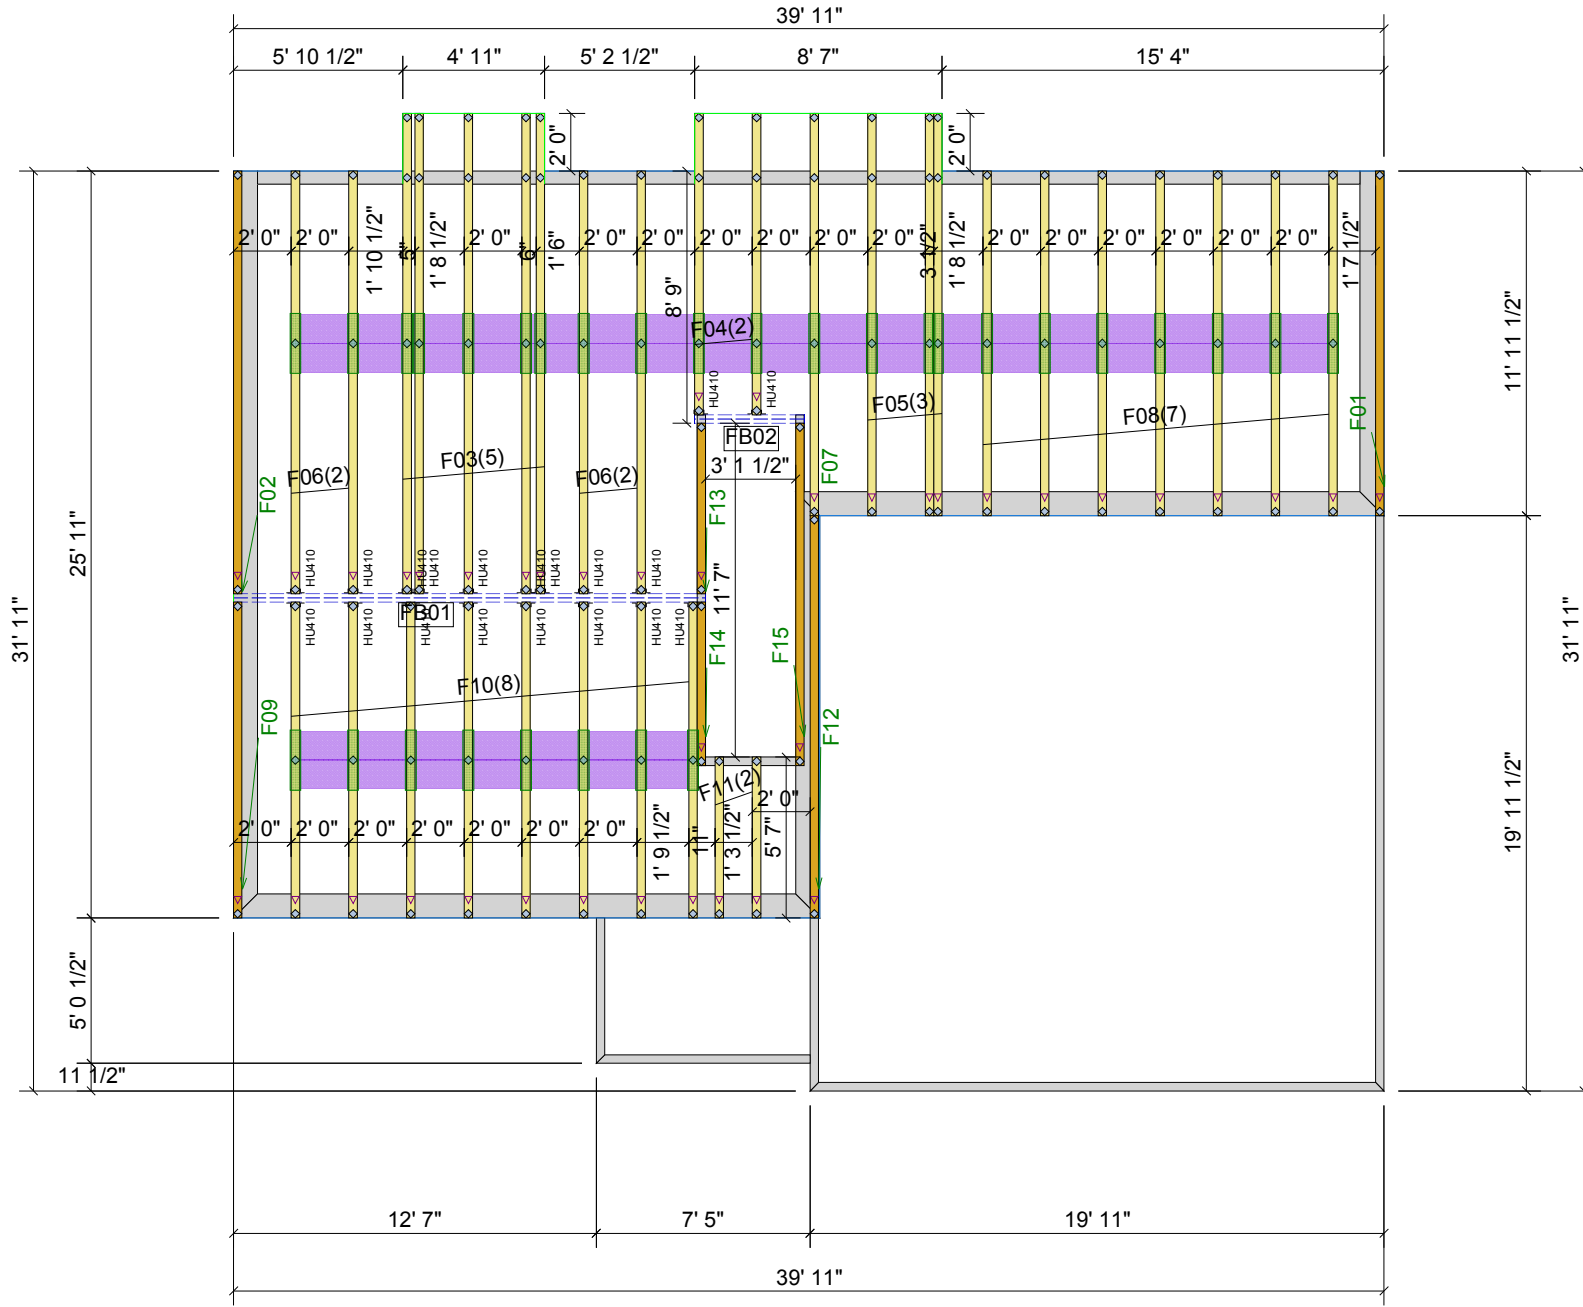 39' 11"
5' 10 1/2"
4' 11"
5' 2 1/2"
8' 7"
15' 4"
2' 0"
2' 0"
2' 0"
2' 0"
1' 10 1/2"
5"
1' 8 1/2"
2' 0"
6"
1' 6"
2' 0"
2' 0"
2' 0"
2' 0"
2' 0"
2' 0"
3 1/2"
1' 8 1/2"
2' 0"
2' 0"
2' 0"
2' 0"
2' 0"
2' 0"
1' 7 1/2"
8' 9"
F04(2)
HU410
HU410
11' 11 1/2"
F05(3)
F08(7)
F01
FB02
F03(5)
F06(2)
F06(2)
3' 1 1/2"
F07
F02
F13
25' 11"
HU410
HU410
HU410
HU410
HU410
HU410
HU410
HU410
HU410
11' 7"
FB01
HU410
HU410
HU410
HU410
HU410
HU410
HU410
HU410
31' 11"
31' 11"
F14
F15
F10(8)
F09
F12
F11(2)
2' 0"
2' 0"
2' 0"
2' 0"
2' 0"
2' 0"
2' 0"
2' 0"
1' 9 1/2"
11"
1' 3 1/2"
5' 7"
19' 11 1/2"
5' 0 1/2"
11 1/2"
12' 7"
7' 5"
19' 11"
39' 11"